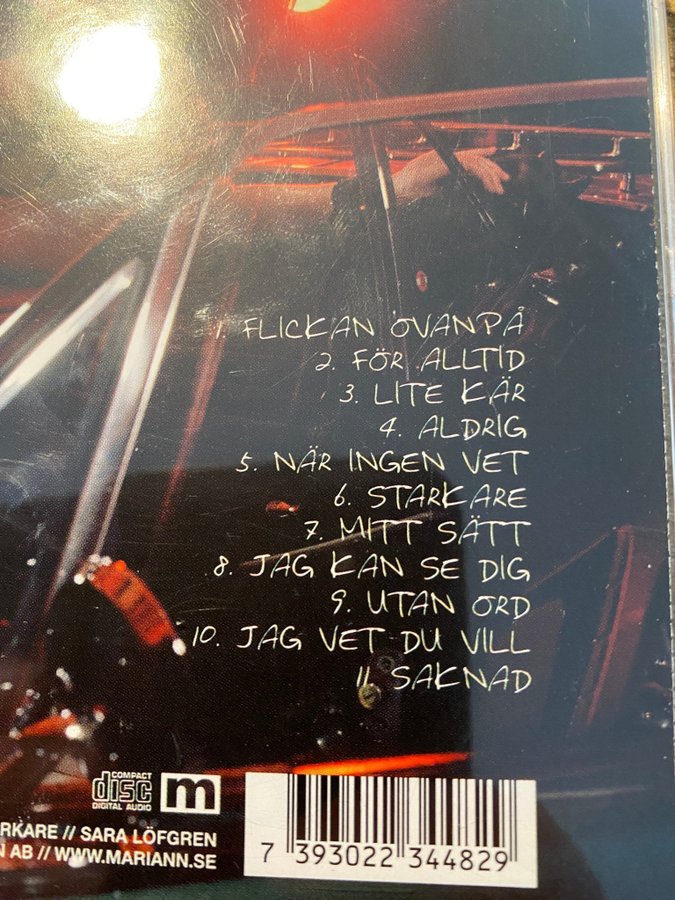 1. FLICKAN OVANPÅ
2. FÖR ALLTID
3. LITE KÄR
4. ALDRIG
5. NÄR INGEN VET
6. STARKARE
7. MITT SÄTT
8. JAG KAN SE DIG
9. UTAN ORD
10. JAG VET DU VILL
11. SAKNAD
COMPACT
disc
DIGITAL AUDIO
m
RKARE // SARA LÖFGREN
N AB // WWW.MARIANN.SE
7 393022 344829